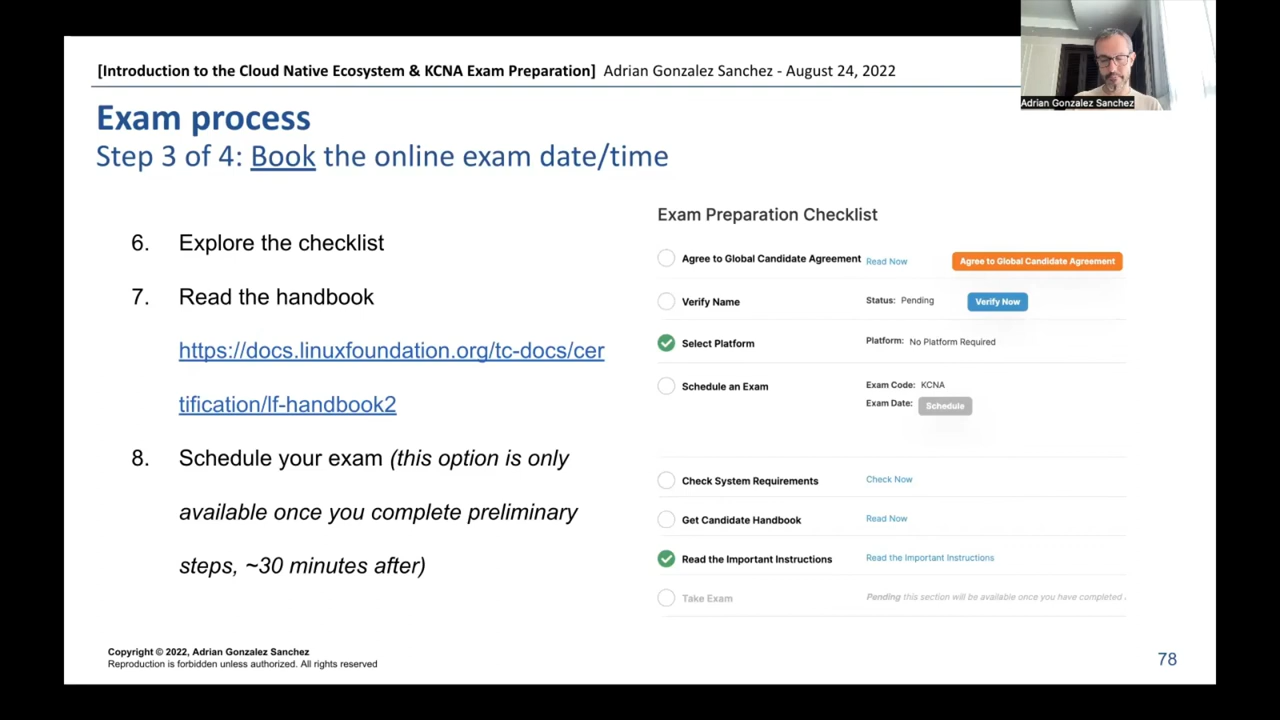 [Introduction to the Cloud Native Ecosystem & KCNA Exam Preparation] Adrian Gonzalez Sanchez - August 24, 2022
Adrian Gonzalez Sanchez
Exam process
Step 3 of 4: Book the online exam date/time
6. Explore the checklist
7. Read the handbook
https://docs.linuxfoundation.org/tc-docs/cer
tification/lf-handbook2
8. Schedule your exam (this option is only
available once you complete preliminary
steps, ~30 minutes after)
Exam Preparation Checklist
Agree to Global Candidate Agreement Read Now Agree to Global Candidate Agreement
Verify Name Status: Pending Verify Now
Select Platform Platform: No Platform Required
Schedule an Exam Exam Code: KCNA
Exam Date: Schedule
Check System Requirements Check Now
Get Candidate Handbook Read Now
Read the Important Instructions Read the Important Instructions
Take Exam Pending this section will be available once you have completed
Copyright © 2022, Adrian Gonzalez Sanchez
Reproduction is forbidden unless authorized. All rights reserved
78